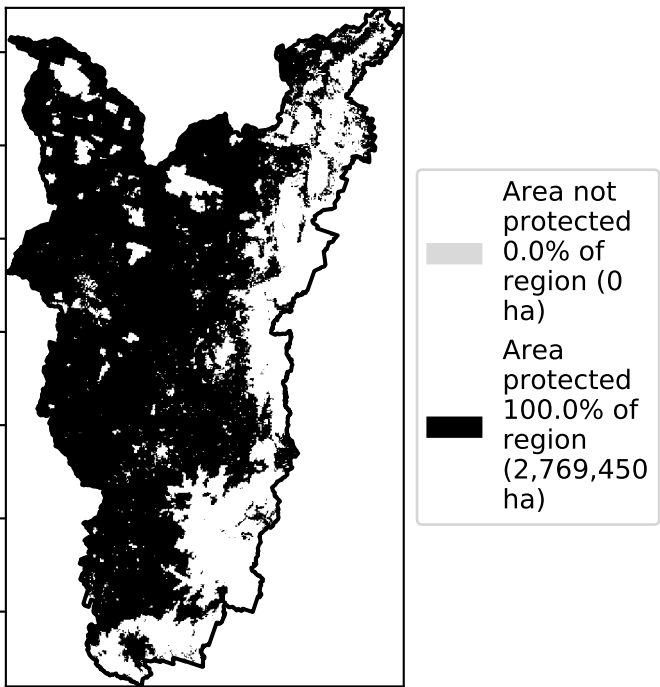 Area not
protected
0.0% of
region (0
ha)
Area
protected
100.0% of
region
(2,769,450
ha)